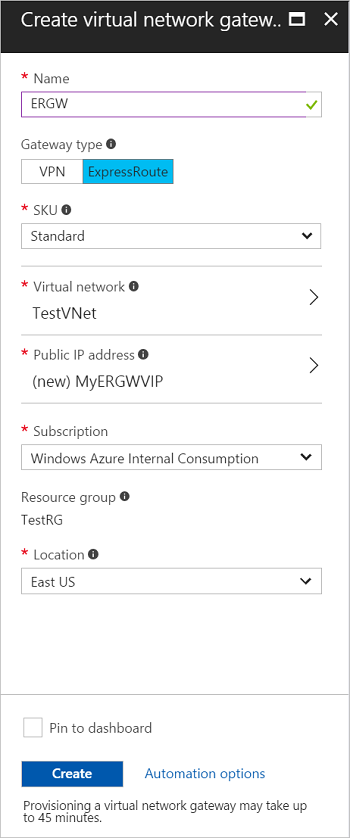 Create virtual network gatew..
* Name
ERGW
Gateway type
VPN ExpressRoute
* SKU
Standard
* Virtual network
TestVNet
* Public IP address
(new) MyERGWVIP
* Subscription
Windows Azure Internal Consumption
Resource group
TestRG
* Location
East US
Pin to dashboard
Create Automation options
Provisioning a virtual network gateway may take up
to 45 minutes.